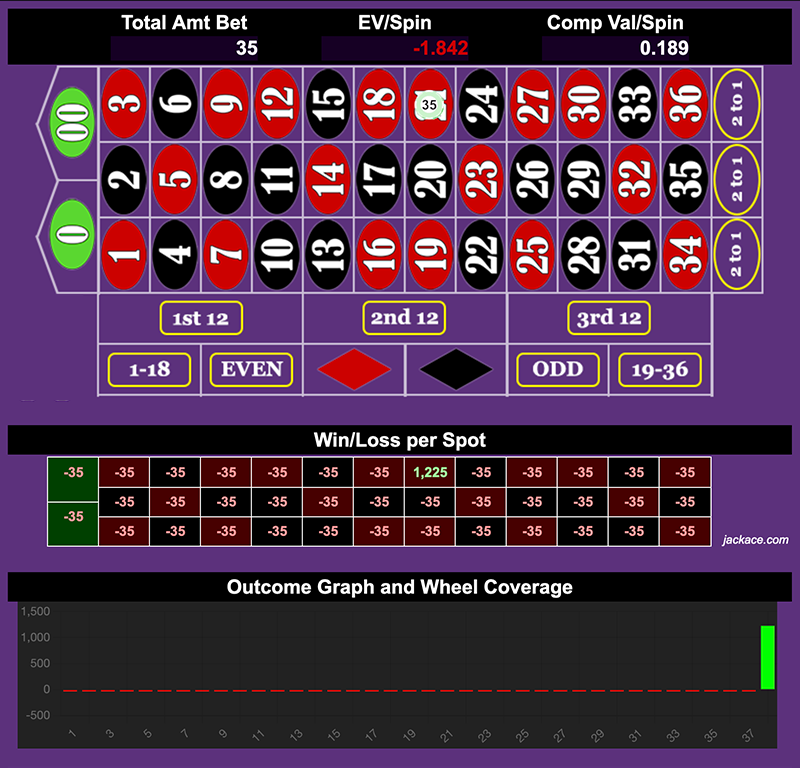 Total Amt Bet EV/Spin Comp Val/Spin
35 -1.842 0.189
00 3 6 9 12 15 18 35 24 27 30 33 36 2 to 1
2 5 8 11 14 17 20 23 26 29 32 35 2 to 1
0 1 4 7 10 13 16 19 22 25 28 31 34 2 to 1
1st 12 2nd 12 3rd 12
1-18 EVEN ODD 19-36
Win/Loss per Spot
-35 -35 -35 -35 -35 -35 -35 1,225 -35 -35 -35 -35 -35
-35 -35 -35 -35 -35 -35 -35 -35 -35 -35 -35 -35
-35 -35 -35 -35 -35 -35 -35 -35 -35 -35 -35 -35 -35
jackace.com
Outcome Graph and Wheel Coverage
1,500
1,000
500
0
-500
1 3 5 7 9 11 13 15 17 19 21 23 25 27 29 31 33 35 37